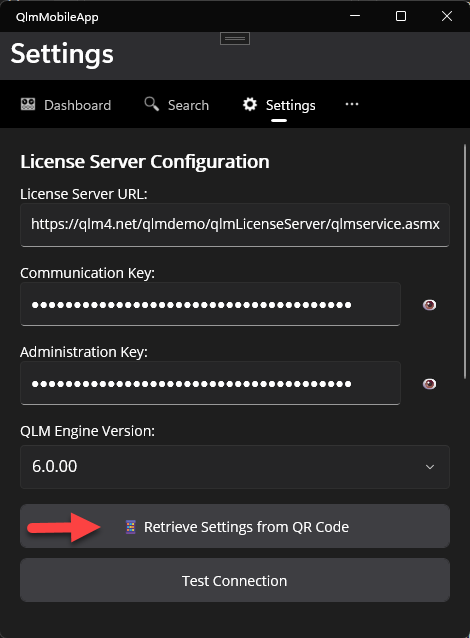 QlmMobileApp
Settings
Dashboard Search Settings ...
License Server Configuration
License Server URL:
https://qlm4.net/qlmdemo/qlmLicenseServer/qlmservice.asmx
Communication Key:
Administration Key:
QLM Engine Version:
6.0.00
Retrieve Settings from QR Code
Test Connection